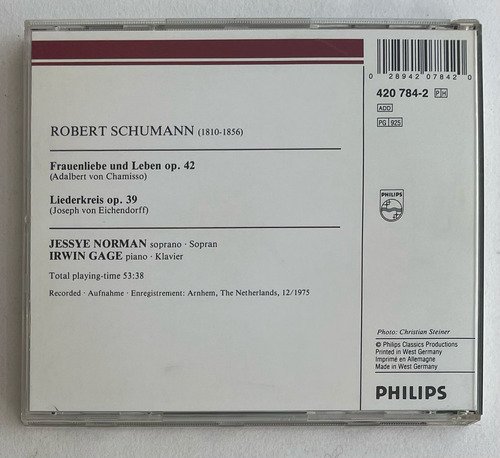 ROBERT SCHUMANN (1810-1856)
Frauenliebe und Leben op. 42
(Adalbert von Chamisso)
Liederkreis op. 39
(Joseph von Eichendorff)
JESSYE NORMAN soprano · Sopran
IRWIN GAGE piano · Klavier
Total playing-time 53:38
Recorded · Aufnahme · Enregistrement: Arnhem, The Netherlands, 12/1975
0 28942 07842 0
420 784-2 PH
ADD
PG 925
PHILIPS
Photo: Christian Steiner
© Philips Classics Productions
Printed in West Germany
Imprimé en Allemagne
Made in West Germany
PHILIPS